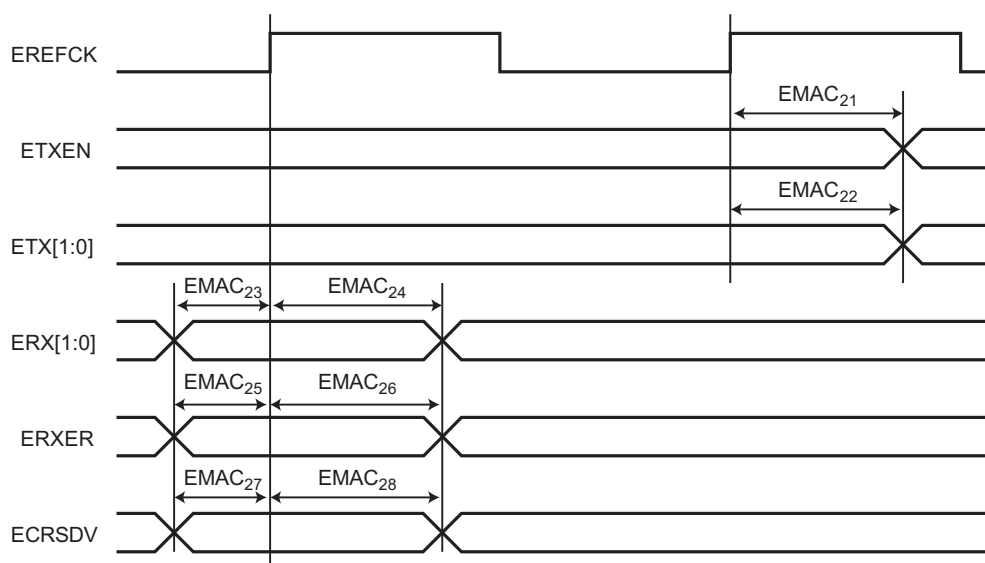 EREFCK
EMAC21
ETXEN
EMAC22
ETX[1:0]
EMAC23 EMAC24
ERX[1:0]
EMAC25 EMAC26
ERXER
EMAC27 EMAC28
ECRSDV